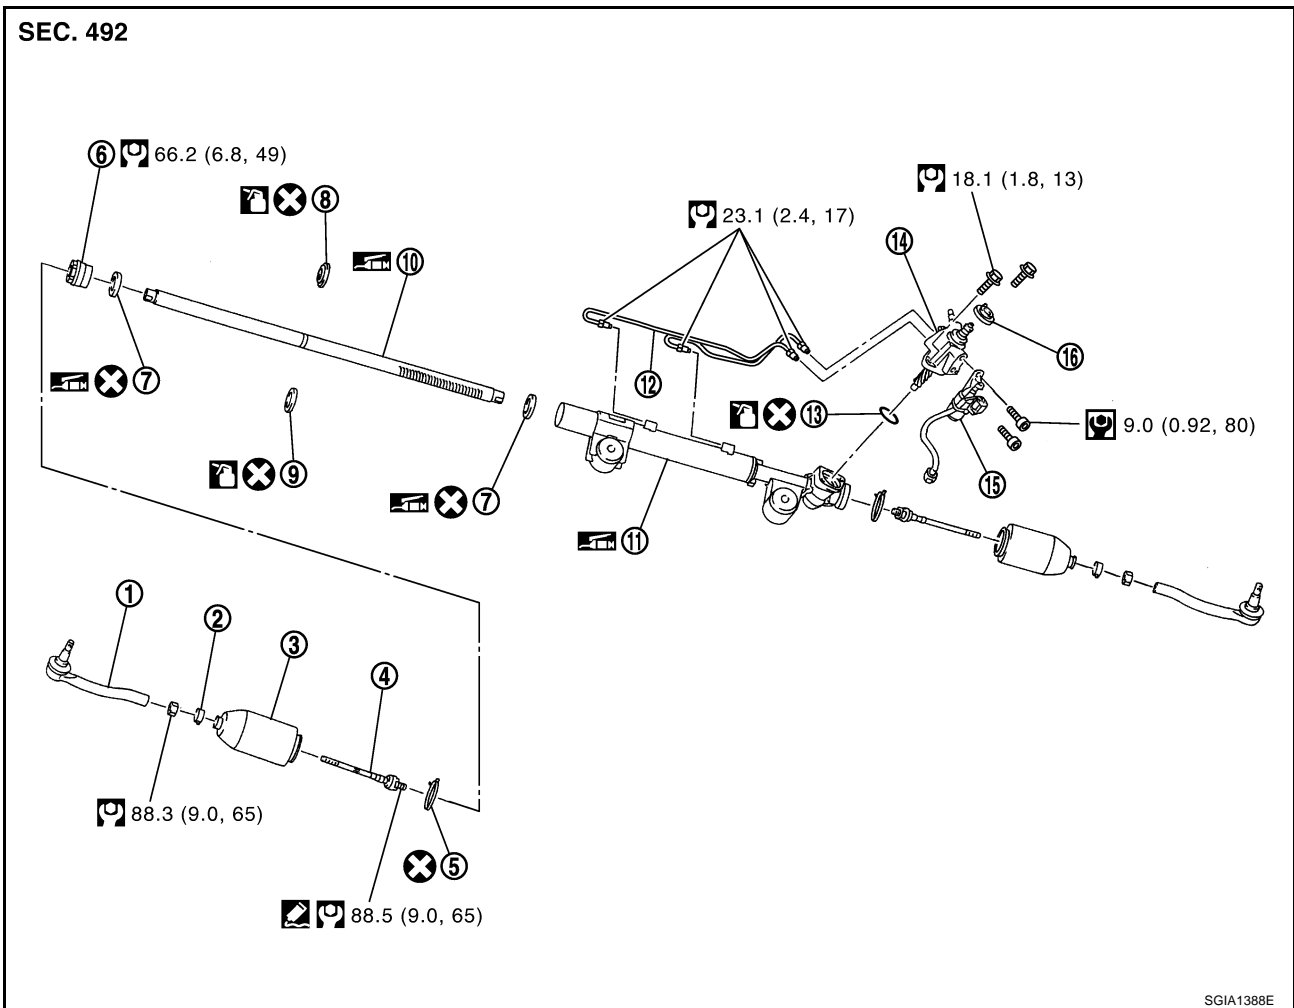 SEC. 492
6 66.2 (6.8, 49)
8
18.1 (1.8, 13)
23.1 (2.4, 17)
14
10
16
7
12
13
9.0 (0.92, 80)
9
7
15
11
1
2
3
4
88.3 (9.0, 65)
5
88.5 (9.0, 65)
SGIA1388E